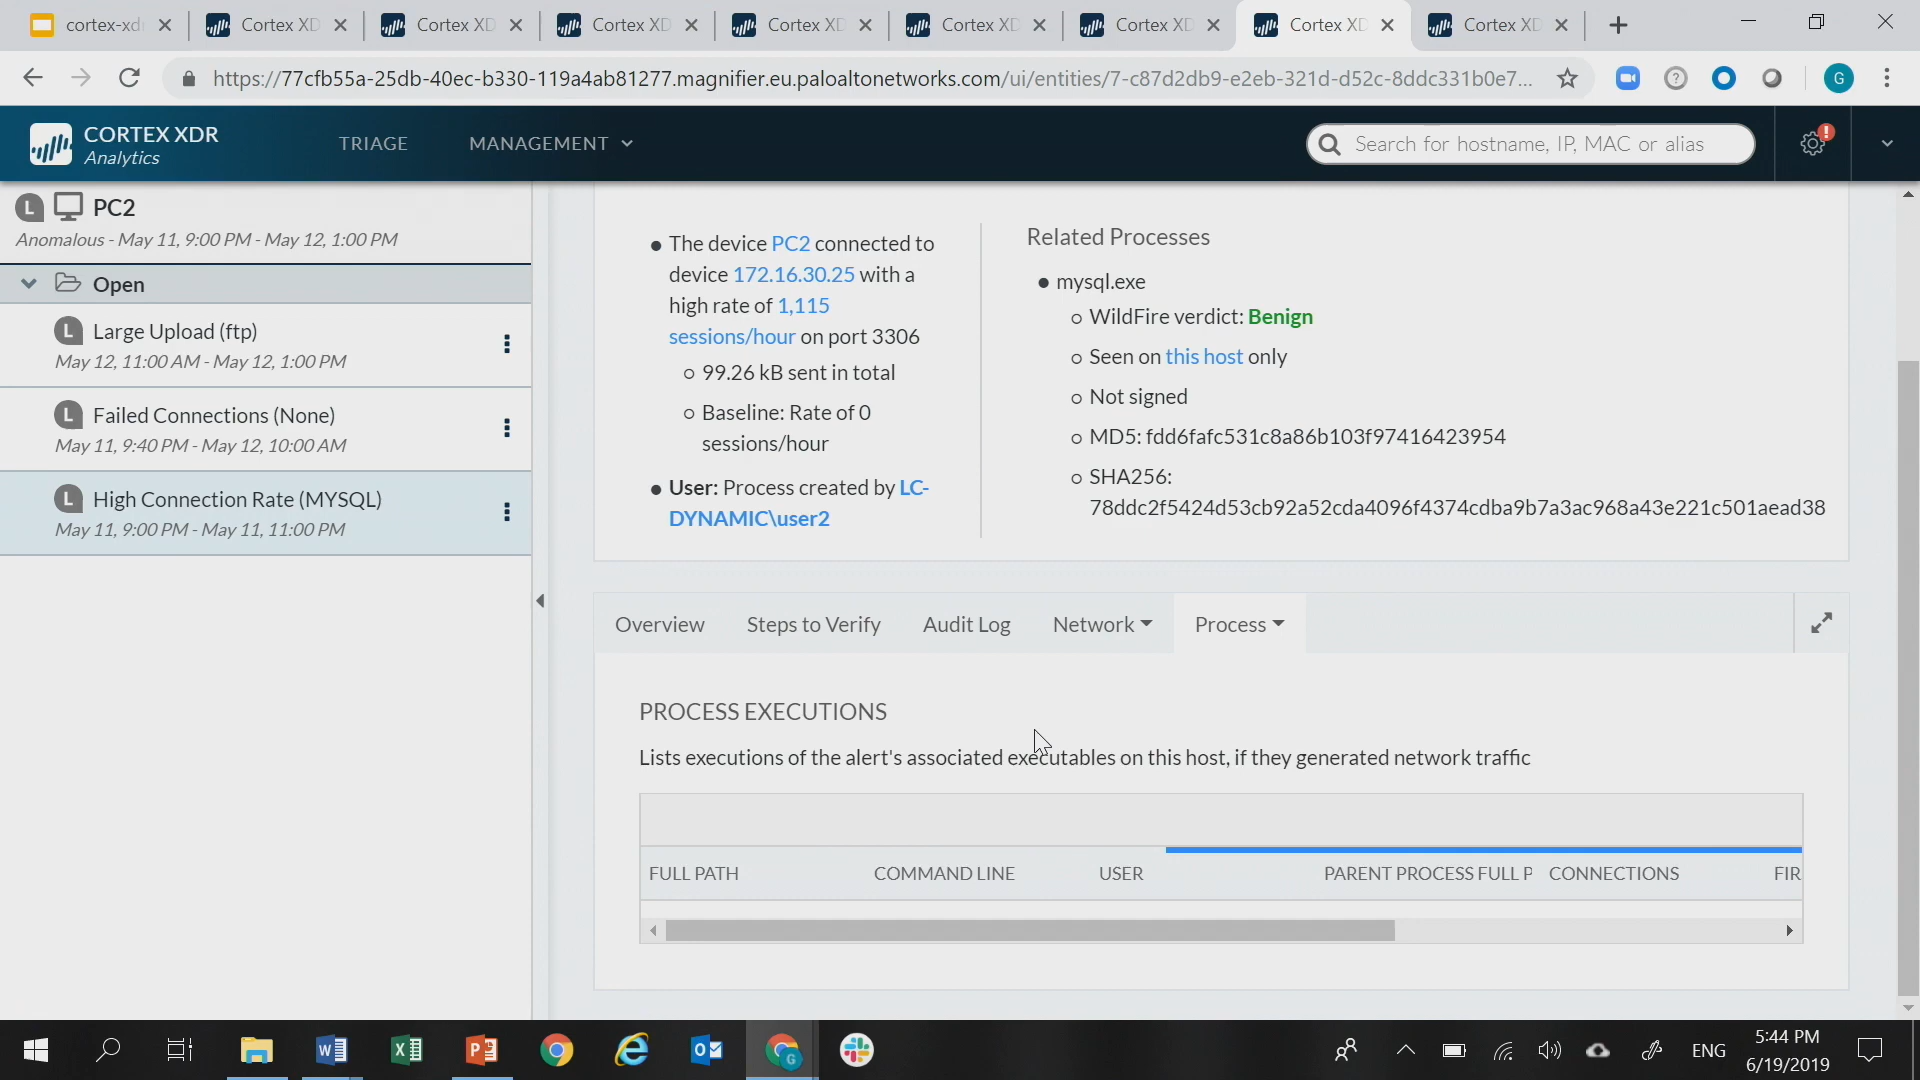 cortex-xd
Cortex XD
Cortex XD
Cortex XD
Cortex XD
Cortex XD
Cortex XD
Cortex XD
Cortex XD
https://77cfb55a-25db-40ec-b330-119a4ab81277.magnifier.eu.paloaltonetworks.com/ui/entities/7-c87d2db9-e2eb-321d-d52c-8ddc331b0e7...
G
CORTEX XDR
Analytics
TRIAGE
MANAGEMENT
Search for hostname, IP, MAC or alias
L PC2
Anomalous - May 11, 9:00 PM - May 12, 1:00 PM
Open
L Large Upload (ftp)
May 12, 11:00 AM - May 12, 1:00 PM
L Failed Connections (None)
May 11, 9:40 PM - May 12, 10:00 AM
L High Connection Rate (MYSQL)
May 11, 9:00 PM - May 11, 11:00 PM
• The device PC2 connected to
device 172.16.30.25 with a
high rate of 1,115
sessions/hour on port 3306
○ 99.26 kB sent in total
○ Baseline: Rate of 0
sessions/hour
• User: Process created by LC-
DYNAMIC\user2
Related Processes
• mysql.exe
○ WildFire verdict: Benign
○ Seen on this host only
○ Not signed
○ MD5: fdd6fafc531c8a86b103f97416423954
○ SHA256:
78ddc2f5424d53cb92a52cda4096f4374cdba9b7a3ac968a43e221c501aead38
Overview
Steps to Verify
Audit Log
Network
Process
PROCESS EXECUTIONS
Lists executions of the alert's associated executables on this host, if they generated network traffic
FULL PATH
COMMAND LINE
USER
PARENT PROCESS FULL P
CONNECTIONS
FIR
ENG
5:44 PM
6/19/2019